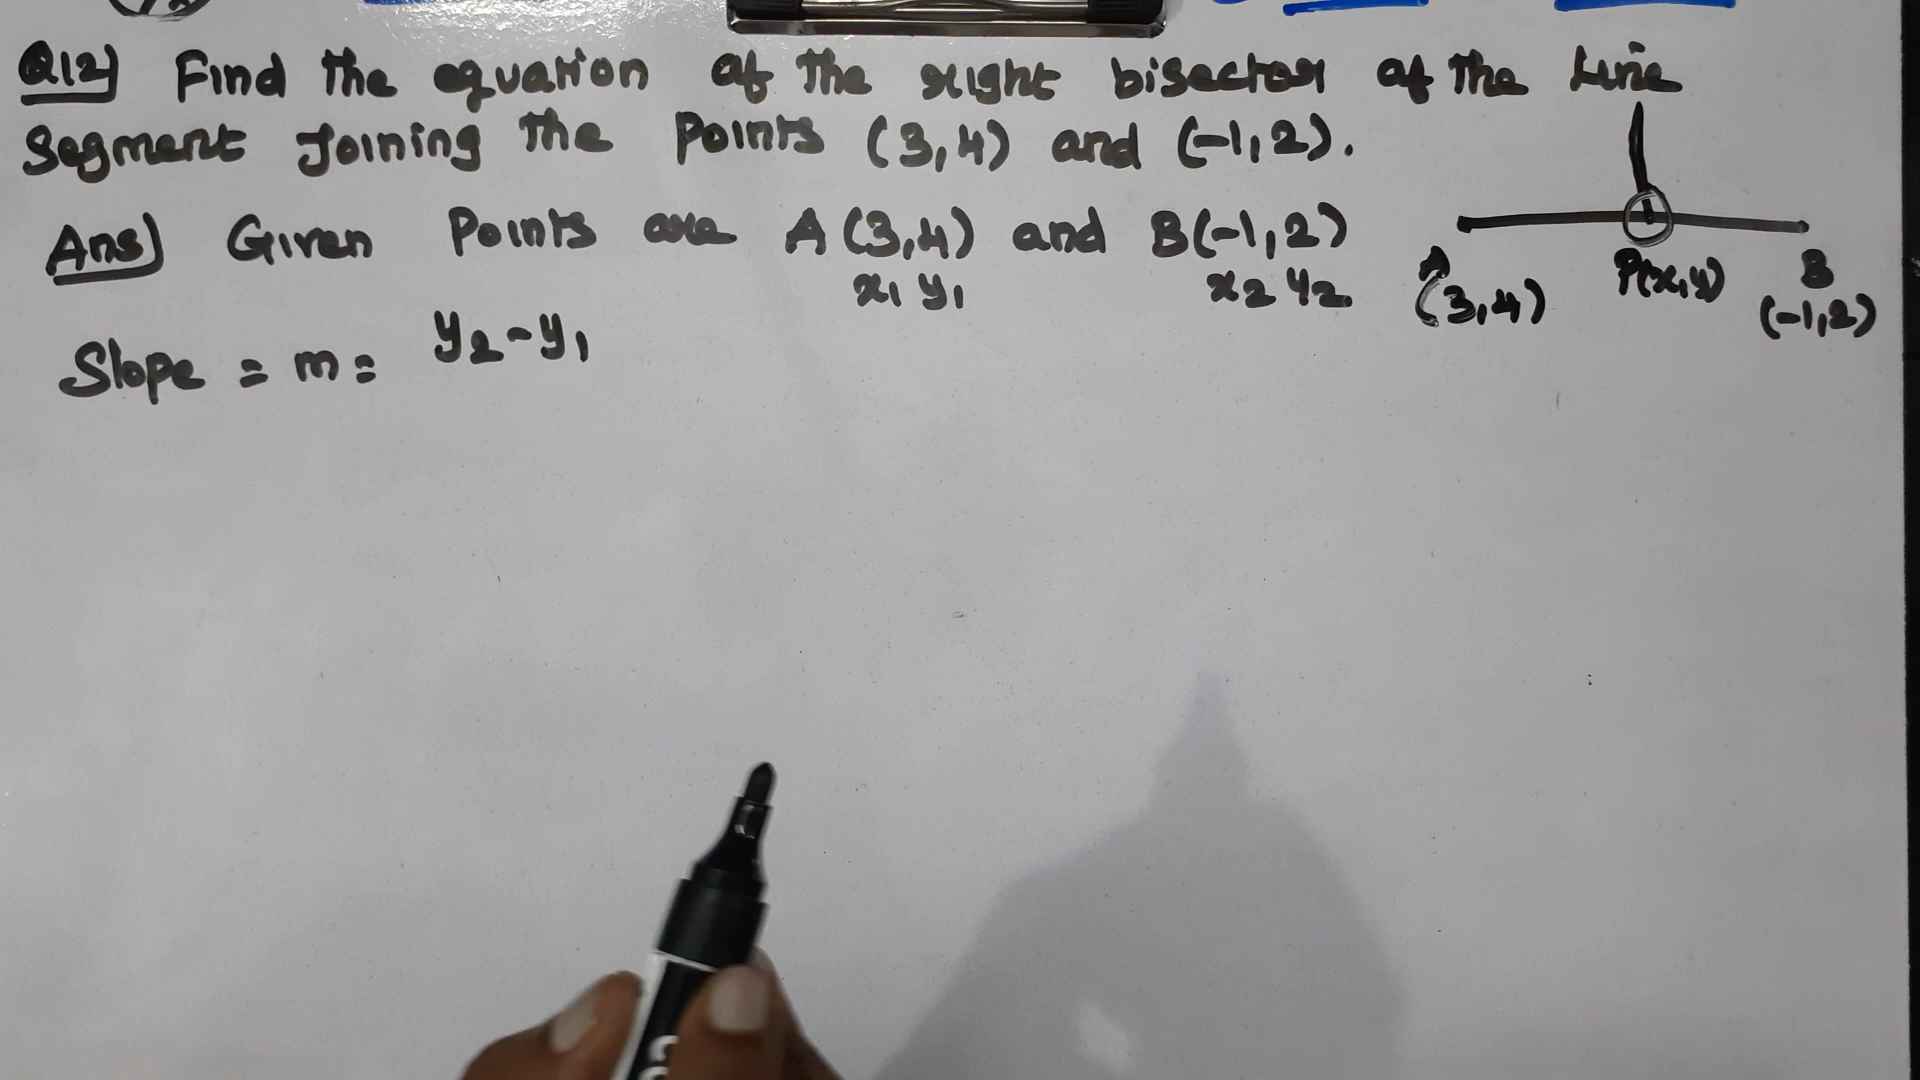 Q12) Find the equation of the right bisector of the Line
Segment Joining the Points (3,4) and (-1,2).
Ans) Given Points are A(3,4) and B(-1,2)
x₁ y₁ x₂ y₂
Slope = m = y₂-y₁
A P(x,y) B
(3,4) (-1,2)